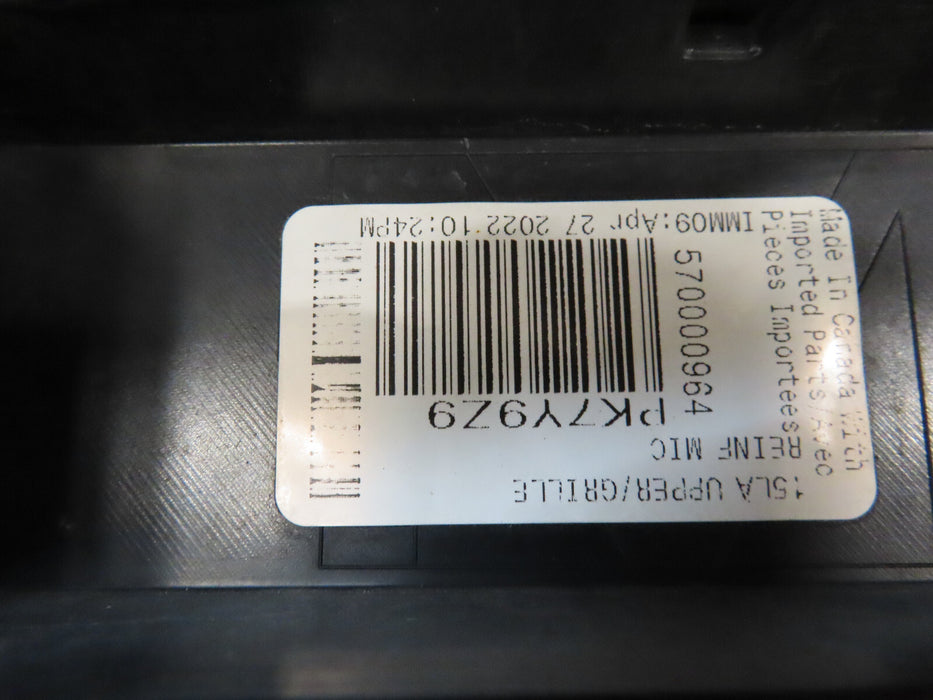 15LA UPPER/GRILLE
REINF MIC
PK7Y9Z9
IMM09:Apr 27 2022 10:24PM
570000964
Made In Canada With
Imported Parts/Avec
Pieces Importees